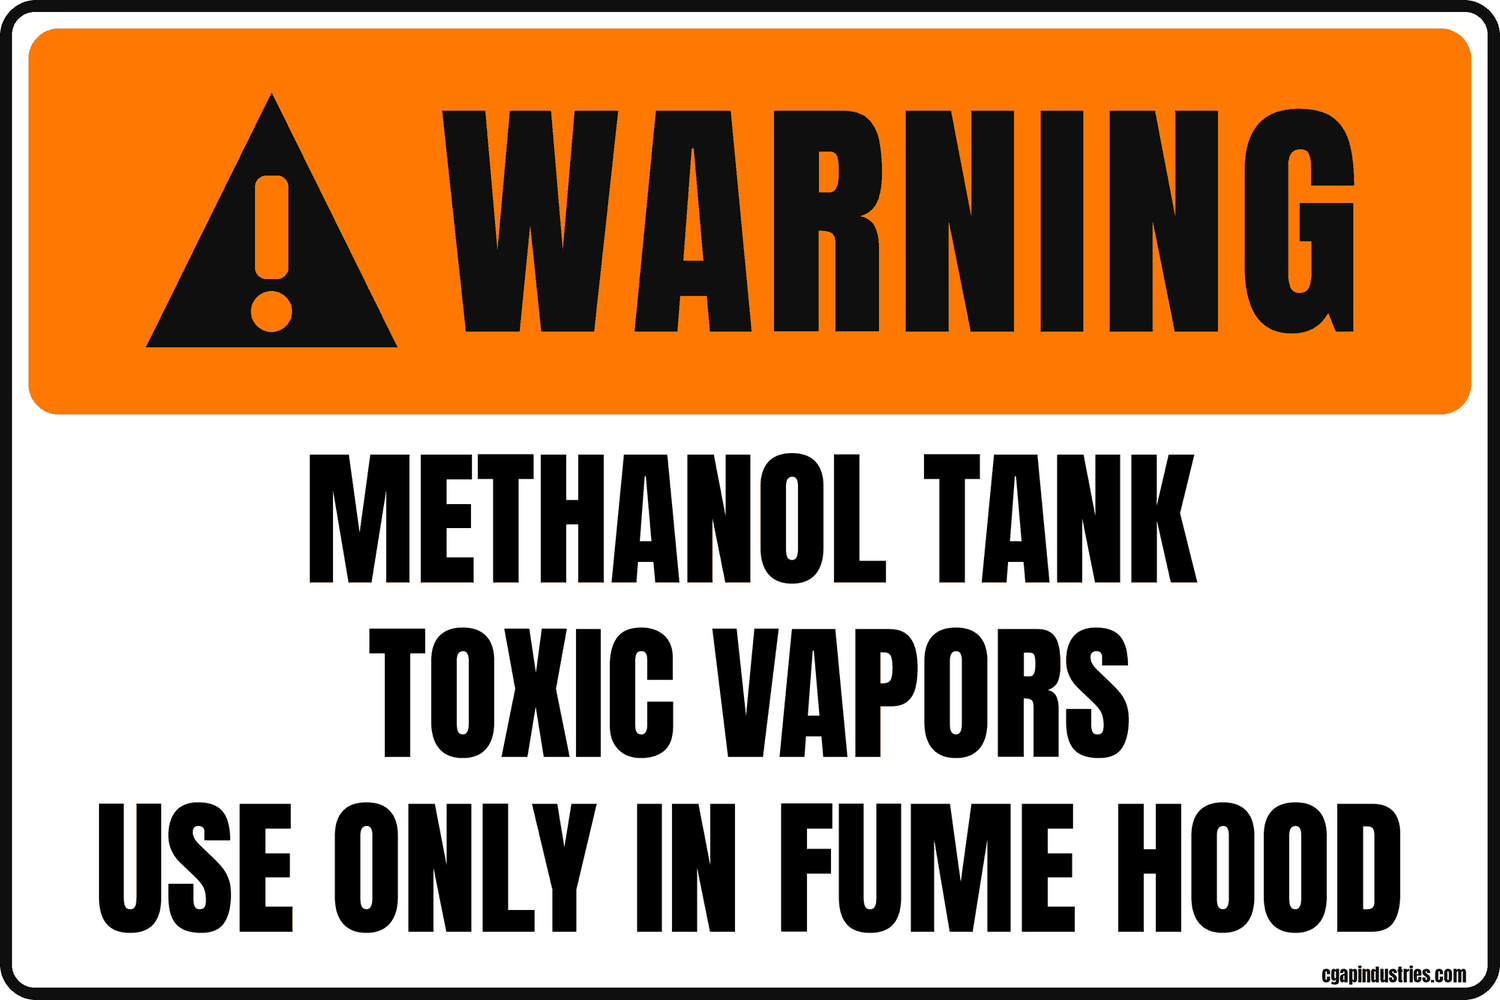 WARNING
METHANOL TANK
TOXIC VAPORS
USE ONLY IN FUME HOOD
cgapindustries.com